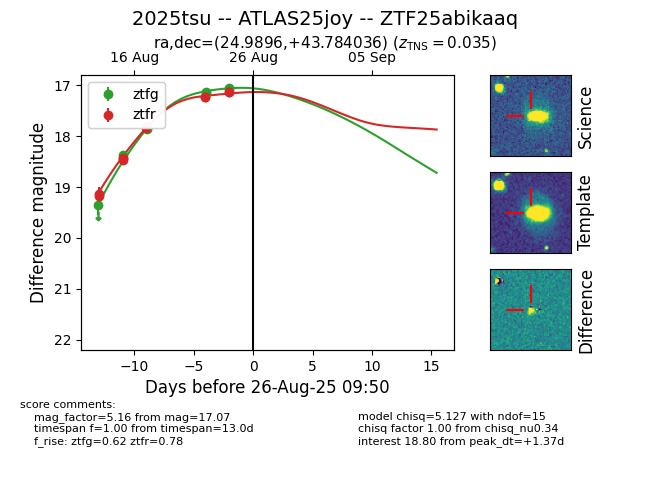 2025tsu -- ATLAS25joy -- ZTF25abikaaq
ra,dec=(24.9896,+43.784036) (z_TNS = 0.035)
16 Aug 26 Aug 05 Sep
ztfg
ztfr
17
18
19
20
21
22
Difference magnitude
−10 −5 0 5 10 15
Days before 26-Aug-25 09:50
Science
Template
Difference
score comments:
mag_factor=5.16 from mag=17.07
timespan f=1.00 from timespan=13.0d
f_rise: ztfg=0.62 ztfr=0.78
model chisq=5.127 with ndof=15
chisq factor 1.00 from chisq_nu0.34
interest 18.80 from peak_dt=+1.37d